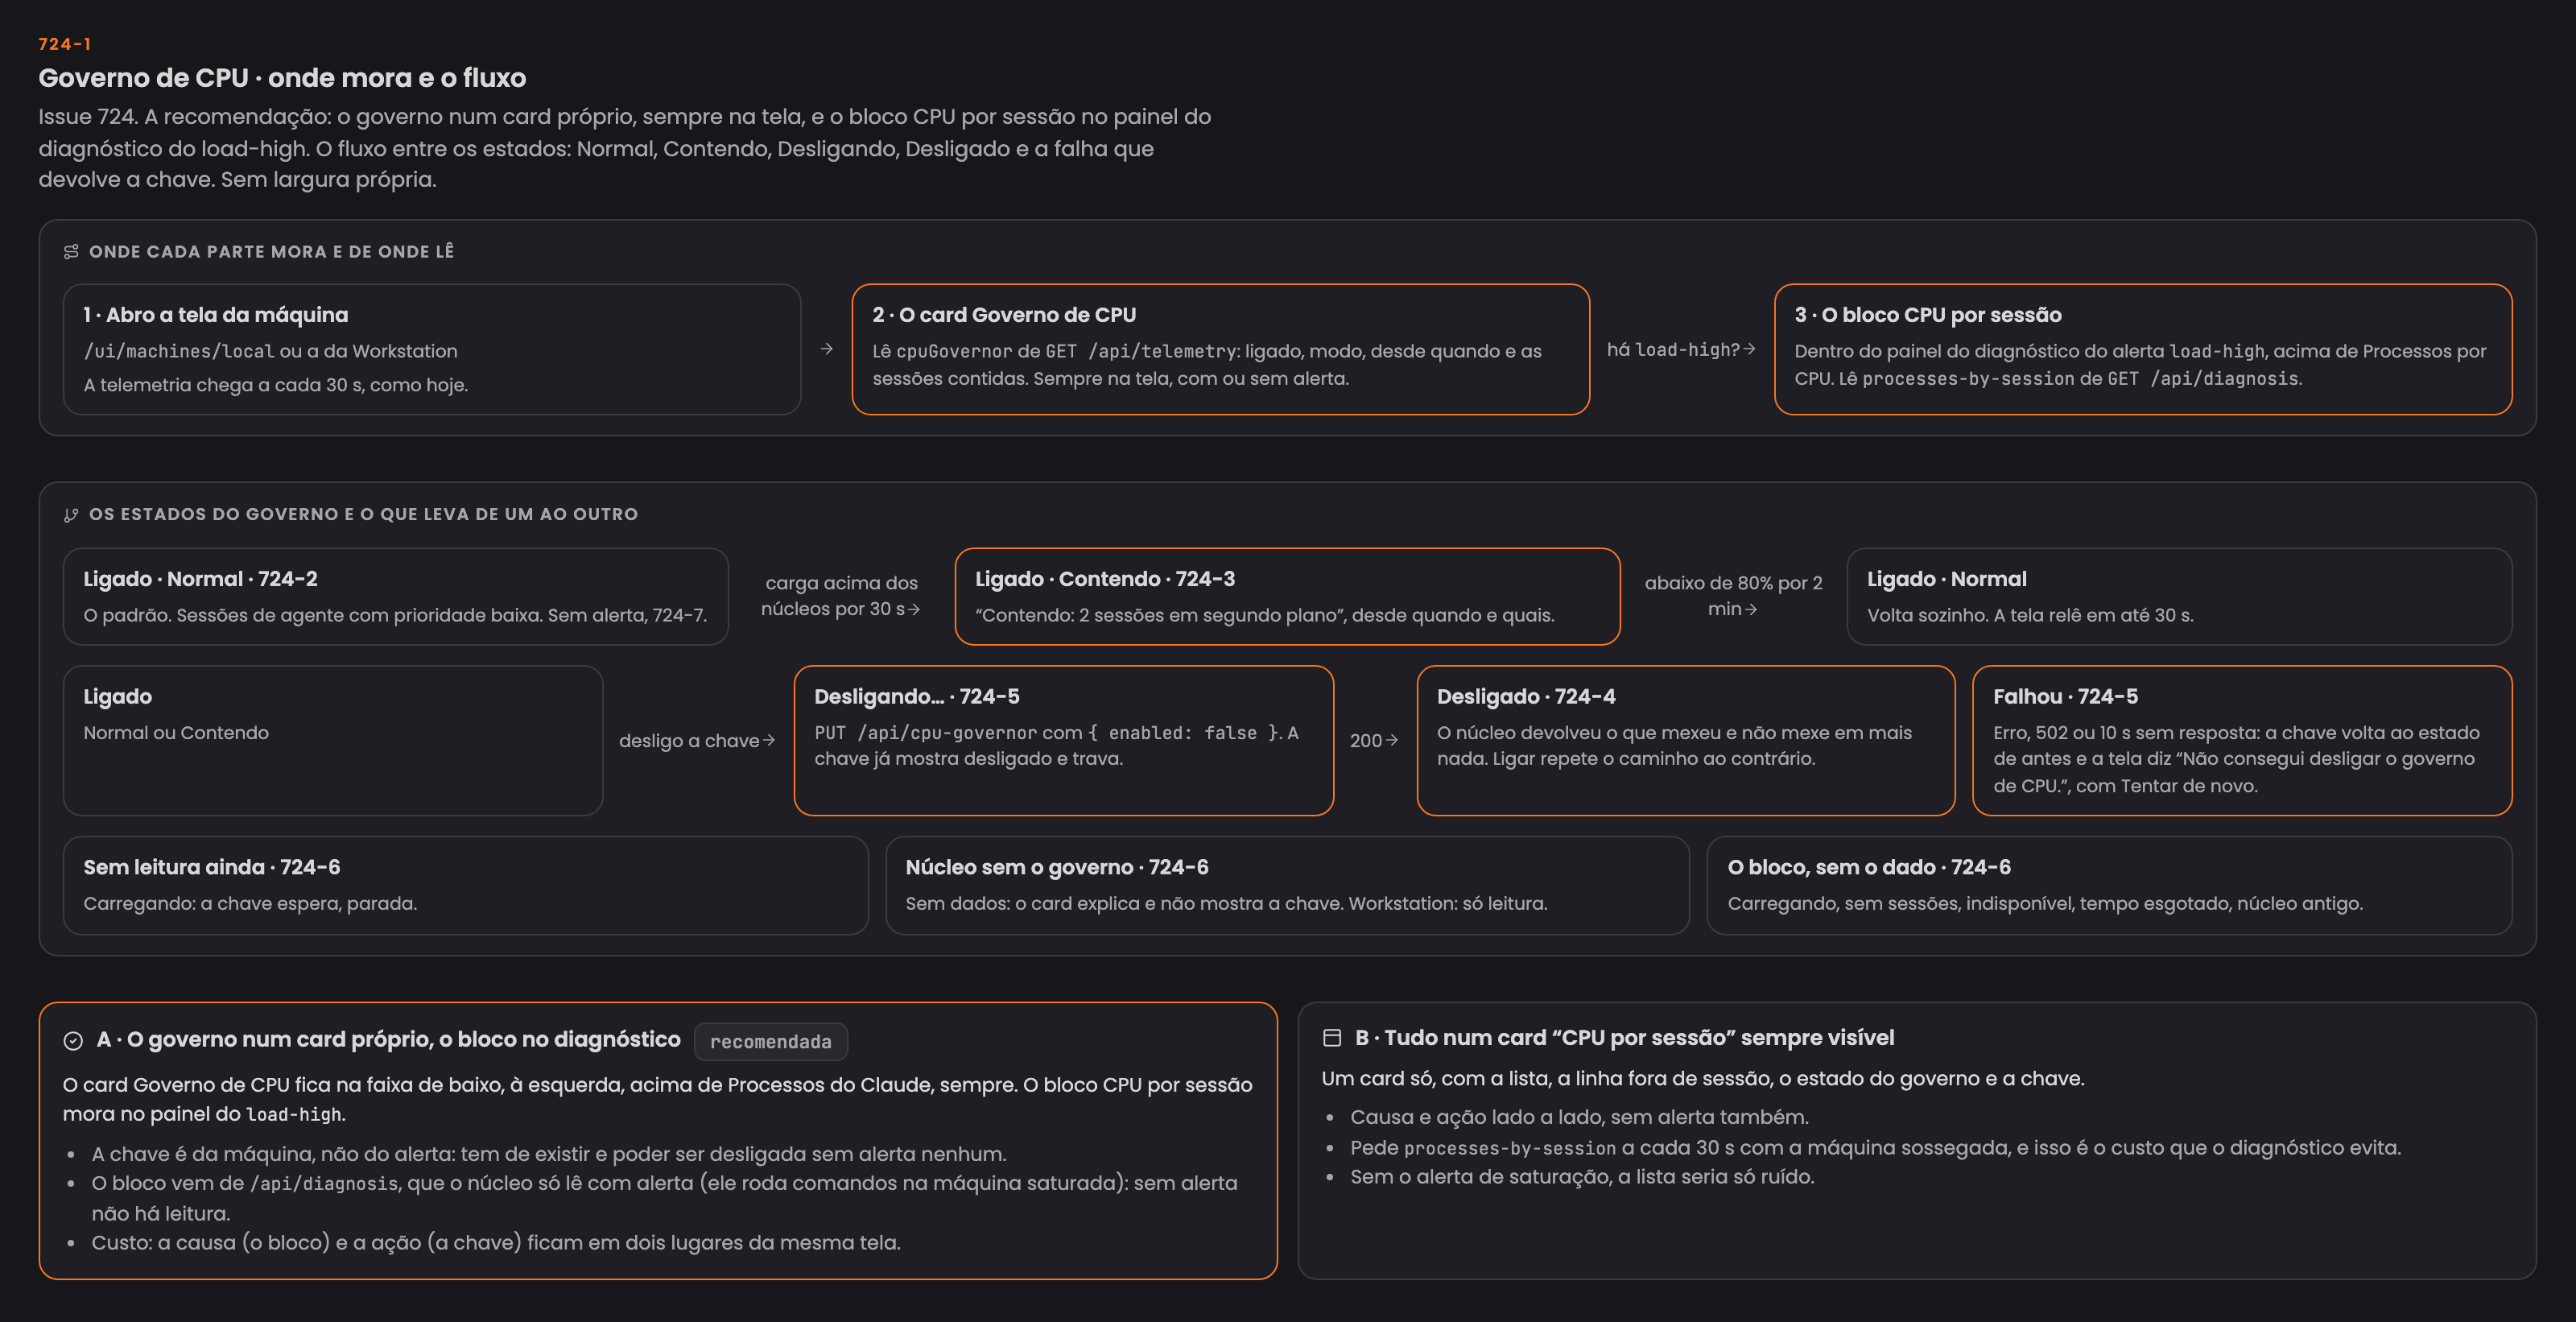 724-1
Governo de CPU · onde mora e o fluxo
Issue 724. A recomendação: o governo num card próprio, sempre na tela, e o bloco CPU por sessão no painel do
diagnóstico do load-high. O fluxo entre os estados: Normal, Contendo, Desligando, Desligado e a falha que
devolve a chave. Sem largura própria.
ONDE CADA PARTE MORA E DE ONDE LÊ
1 · Abro a tela da máquina
/ui/machines/local ou a da Workstation
A telemetria chega a cada 30 s, como hoje.
→
2 · O card Governo de CPU
Lê cpuGovernor de GET /api/telemetry: ligado, modo, desde quando e as
sessões contidas. Sempre na tela, com ou sem alerta.
há load-high?→
3 · O bloco CPU por sessão
Dentro do painel do diagnóstico do alerta load-high, acima de Processos por
CPU. Lê processes-by-session de GET /api/diagnosis.
OS ESTADOS DO GOVERNO E O QUE LEVA DE UM AO OUTRO
Ligado · Normal · 724-2
O padrão. Sessões de agente com prioridade baixa. Sem alerta, 724-7.
carga acima dos
núcleos por 30 s→
Ligado · Contendo · 724-3
“Contendo: 2 sessões em segundo plano”, desde quando e quais.
abaixo de 80% por 2
min→
Ligado · Normal
Volta sozinho. A tela relê em até 30 s.
Ligado
Normal ou Contendo
desligo a chave→
Desligando… · 724-5
PUT /api/cpu-governor com { enabled: false }. A
chave já mostra desligado e trava.
200→
Desligado · 724-4
O núcleo devolveu o que mexeu e não mexe em mais
nada. Ligar repete o caminho ao contrário.
Falhou · 724-5
Erro, 502 ou 10 s sem resposta: a chave volta ao estado
de antes e a tela diz “Não consegui desligar o governo
de CPU.”, com Tentar de novo.
Sem leitura ainda · 724-6
Carregando: a chave espera, parada.
Núcleo sem o governo · 724-6
Sem dados: o card explica e não mostra a chave. Workstation: só leitura.
O bloco, sem o dado · 724-6
Carregando, sem sessões, indisponível, tempo esgotado, núcleo antigo.
A · O governo num card próprio, o bloco no diagnóstico recomendada
O card Governo de CPU fica na faixa de baixo, à esquerda, acima de Processos do Claude, sempre. O bloco CPU por sessão
mora no painel do load-high.
• A chave é da máquina, não do alerta: tem de existir e poder ser desligada sem alerta nenhum.
• O bloco vem de /api/diagnosis, que o núcleo só lê com alerta (ele roda comandos na máquina saturada): sem alerta
não há leitura.
• Custo: a causa (o bloco) e a ação (a chave) ficam em dois lugares da mesma tela.
B · Tudo num card “CPU por sessão” sempre visível
Um card só, com a lista, a linha fora de sessão, o estado do governo e a chave.
• Causa e ação lado a lado, sem alerta também.
• Pede processes-by-session a cada 30 s com a máquina sossegada, e isso é o custo que o diagnóstico evita.
• Sem o alerta de saturação, a lista seria só ruído.